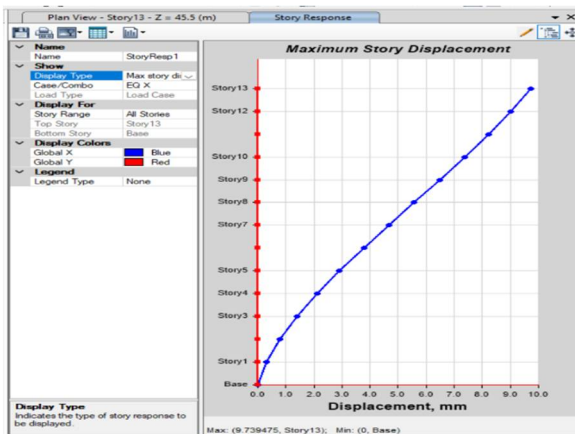 Plan View - Story13 - Z = 45.5 (m)
Story Response
Name
Name StoryResp1
Show
Display Type Max story di
Case/Combo EQ X
Load Type Load Case
Display For
Story Range All Stories
Top Story Story13
Bottom Story Base
Display Colors
Global X Blue
Global Y Red
Legend
Legend Type None
Display Type
Indicates the type of story response to
be displayed.
Maximum Story Displacement
Story13
Story10
Story9
Story8
Story7
Story5
Story4
Story3
Story1
Base
0.0 1.0 2.0 3.0 4.0 5.0 6.0 7.0 8.0 9.0 10.0
Displacement, mm
Max: (9.739475, Story13); Min: (0, Base)